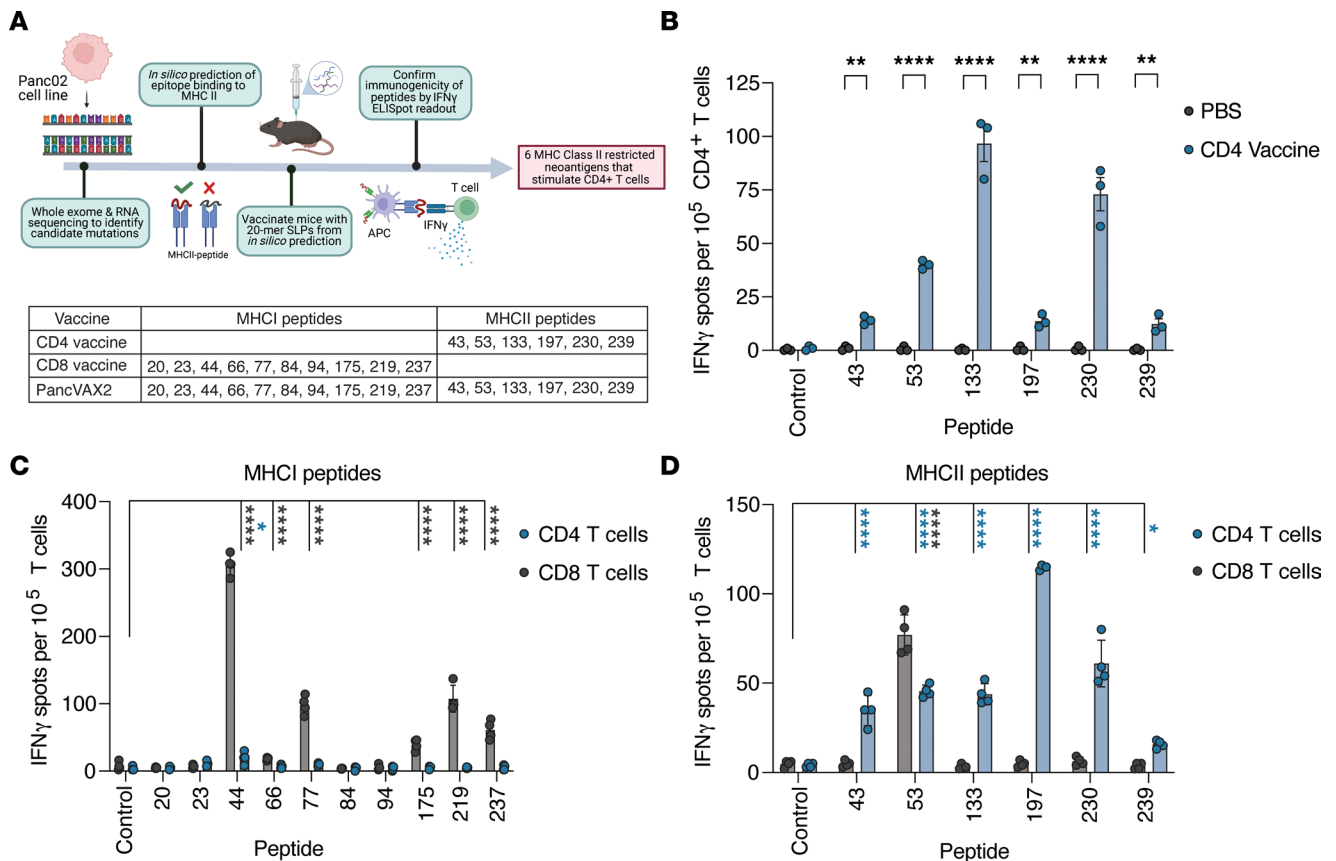 A
Panc02
cell line
In silico prediction of
epitope binding to
MHC II
Confirm
immunogenicity of
peptides by IFNγ
ELISpot readout
6 MHC Class II restricted
neoantigens that
stimulate CD4+ T cells
Whole exome & RNA
sequencing to identify
candidate mutations
MHCII-peptide
Vaccinate mice with
20-mer SLPs from
in silico prediction
APC
IFNγ
T cell
Vaccine MHCI peptides MHCII peptides
CD4 vaccine 43, 53, 133, 197, 230, 239
CD8 vaccine 20, 23, 44, 66, 77, 84, 94, 175, 219, 237
PancVAX2 20, 23, 44, 66, 77, 84, 94, 175, 219, 237 43, 53, 133, 197, 230, 239
B
** **** **** ** **** **
IFNγ spots per 10⁵ CD4⁺ T cells
125
100
75
50
25
0
PBS
CD4 Vaccine
Control 43 53 133 197 230 239
Peptide
C
MHCI peptides
IFNγ spots per 10⁵ T cells
400
300
200
100
0
**** * **** **** **** **** ****
CD4 T cells
CD8 T cells
Control 20 23 44 66 77 84 94 175 219 237
Peptide
D
MHCII peptides
IFNγ spots per 10⁵ T cells
150
100
50
0
**** **** **** **** **** **** *
CD4 T cells
CD8 T cells
Control 43 53 133 197 230 239
Peptide